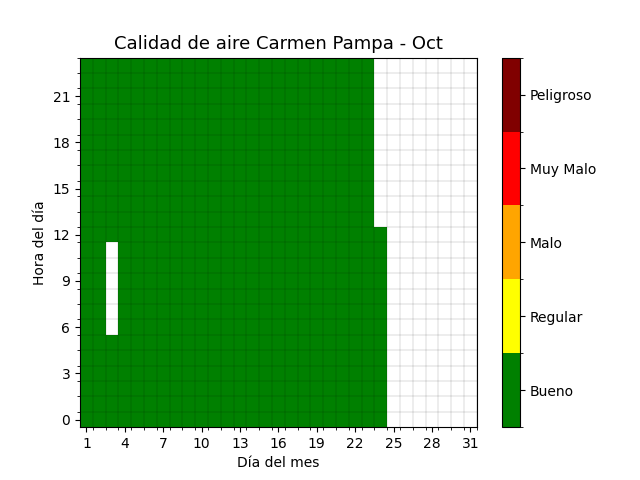 Calidad de aire Carmen Pampa - Oct
Hora del día
21
18
15
12
9
6
3
0
1 4 7 10 13 16 19 22 25 28 31
Día del mes
Peligroso
Muy Malo
Malo
Regular
Bueno